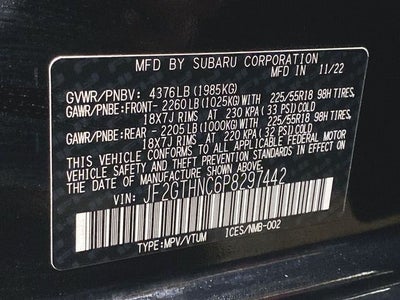 MFD BY SUBARU CORPORATION
MFD IN 11/22
GVWR/PNBV: 4376LB (1985KG)
GAWR/PNBE: FRONT- 2260LB (1025KG) WITH 225/55R18 98H TIRES,
18X7J RIMS AT 230 KPA ( 33 PSI) COLD
GAWR/PNBE: REAR - 2205LB (1000KG) WITH 225/55R18 98H TIRES,
18X7J RIMS AT 220 KPA ( 32 PSI) COLD
THIS VEHICLE CONFORMS TO ALL APPLICABLE FEDERAL MOTOR
VEHICLE SAFETY, BUMPER, AND THEFT PREVENTION
STANDARDS IN EFFECT ON THE DATE OF
MANUFACTURE SHOWN ABOVE.
VIN: JF2GTHNC6P8297442
TYPE: MPV/VTUM ICES/NMB-002